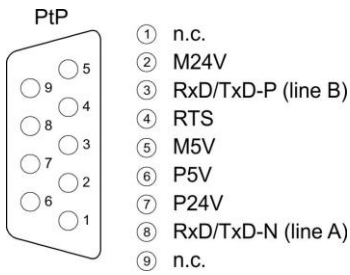 PtP
5
9
4
8
3
7
2
6
1
① n.c.
② M24V
③ RxD/TxD-P (line B)
④ RTS
⑤ M5V
⑥ P5V
⑦ P24V
⑧ RxD/TxD-N (line A)
⑨ n.c.